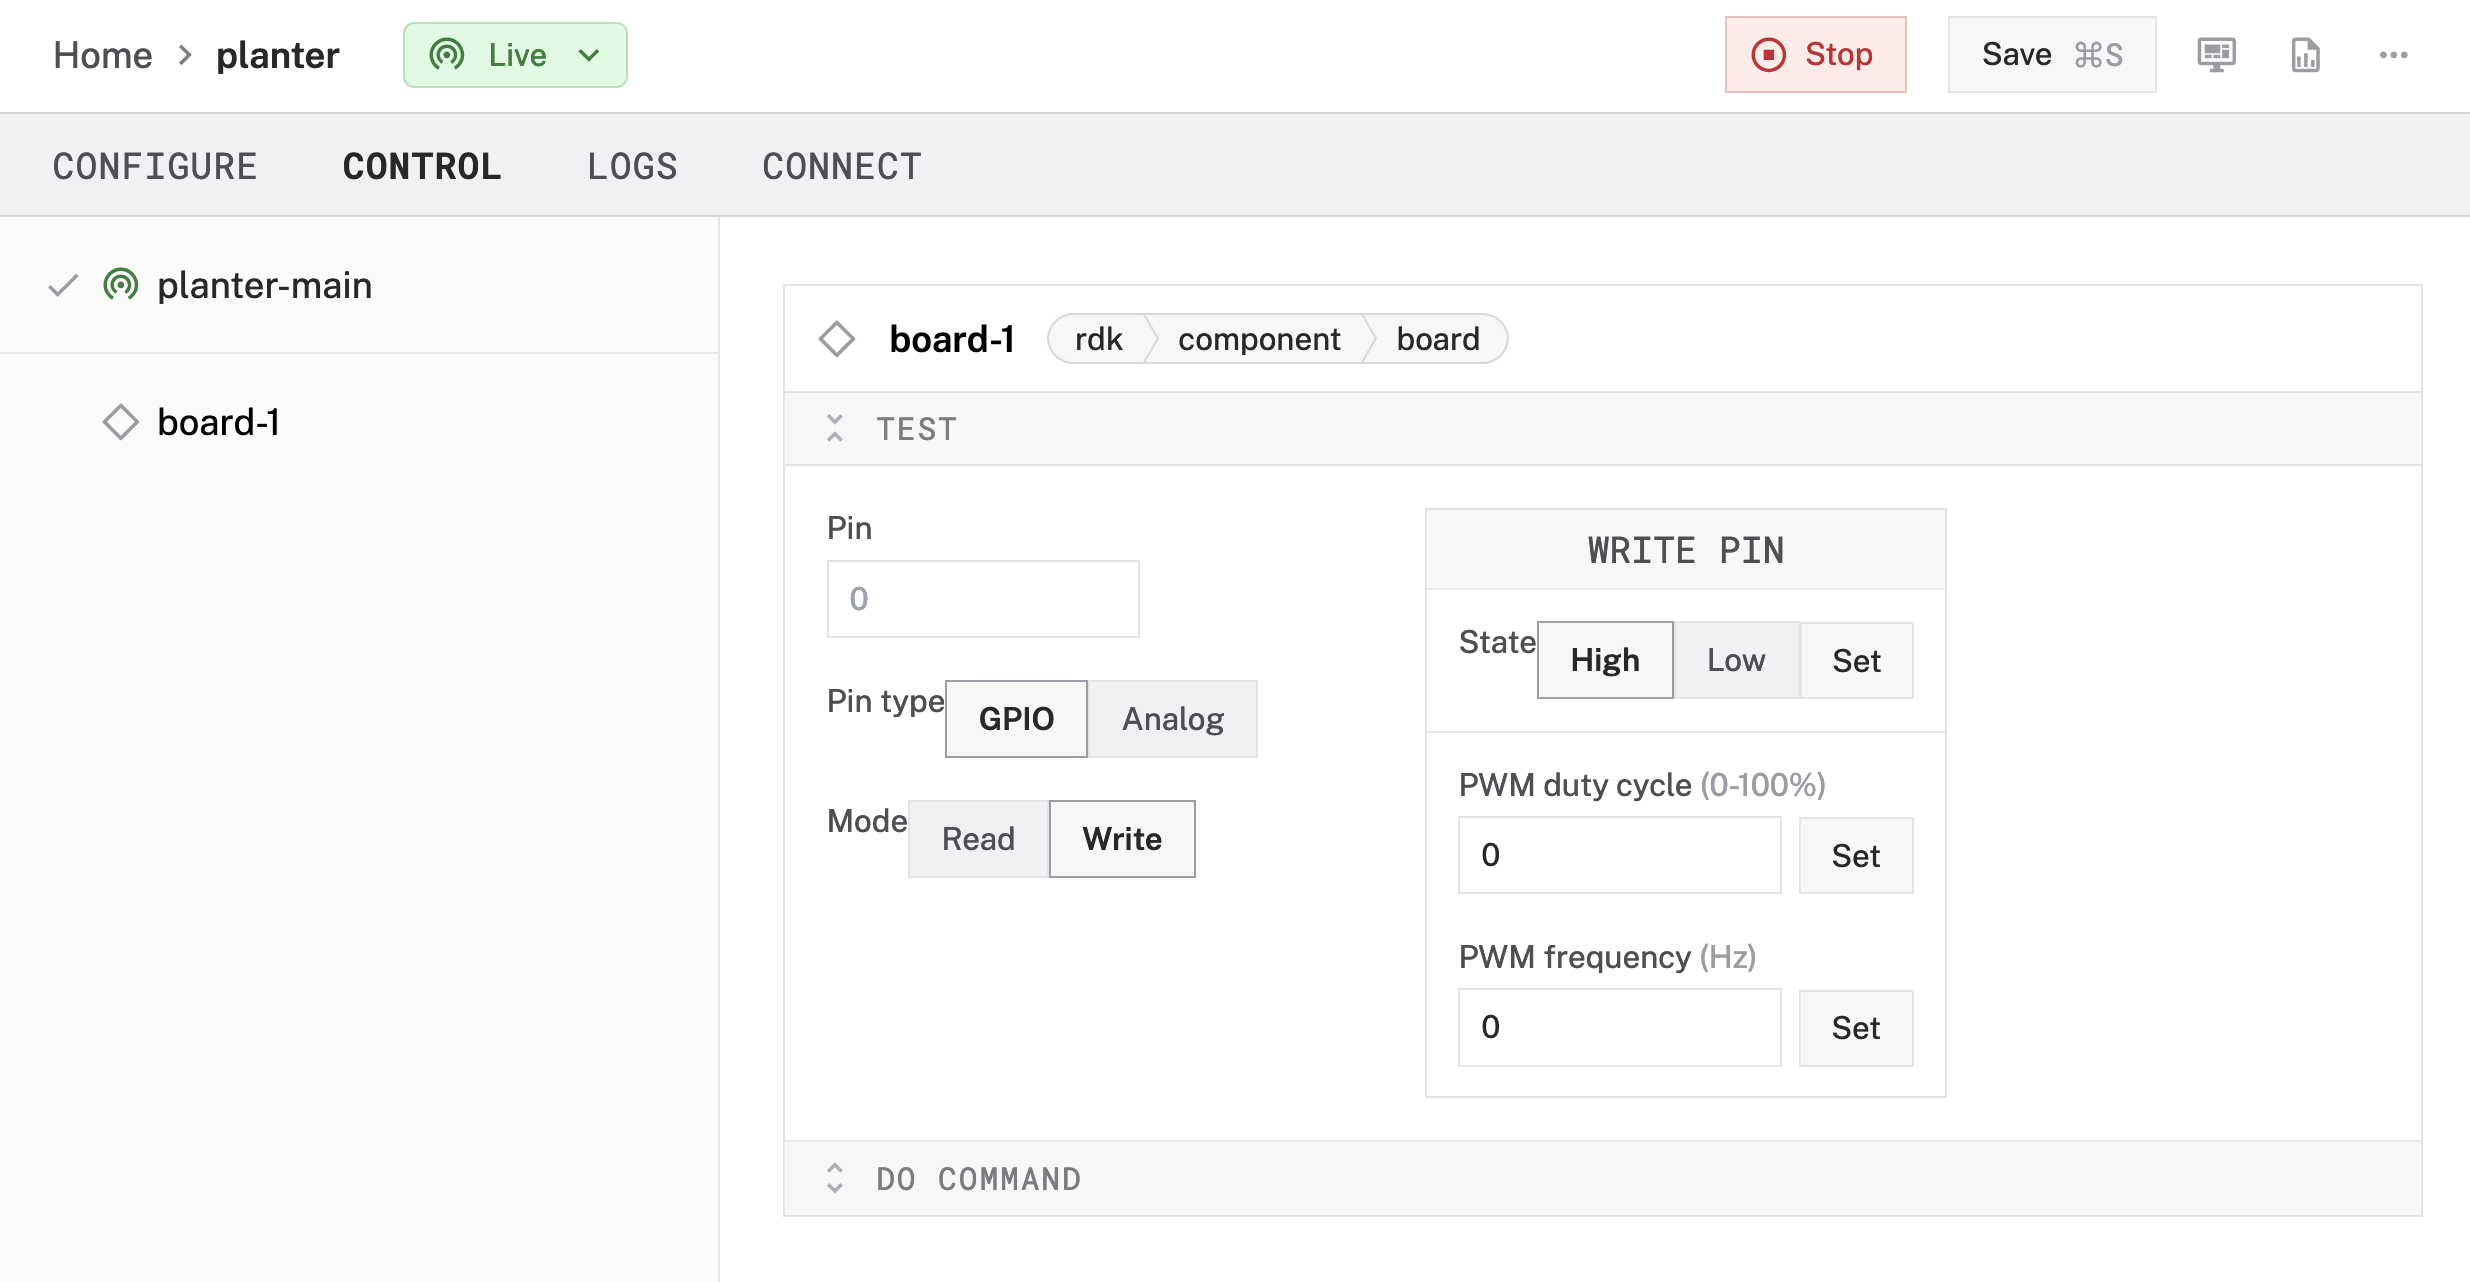 Home > planter Live Stop Save ⌘S
CONFIGURE CONTROL LOGS CONNECT
planter-main
board-1
board-1 rdk component board
TEST
Pin
0
Pin type GPIO Analog
Mode Read Write
WRITE PIN
State High Low Set
PWM duty cycle (0-100%)
0 Set
PWM frequency (Hz)
0 Set
DO COMMAND